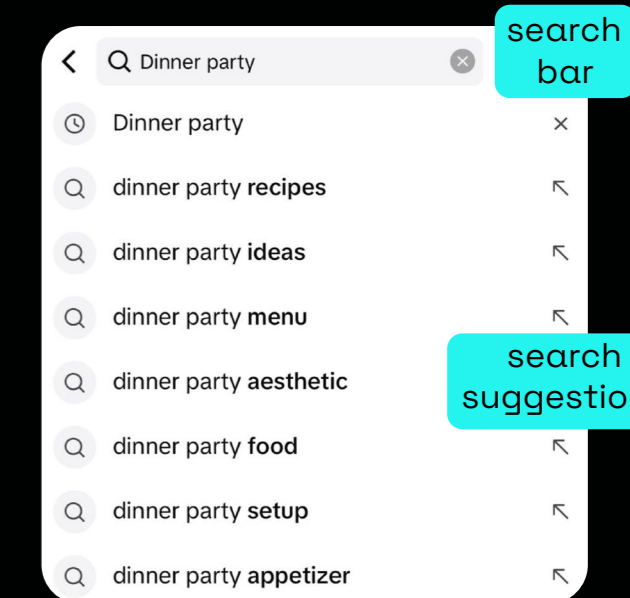 search
bar
Dinner party
Dinner party
dinner party recipes
dinner party ideas
dinner party menu
search
suggestio
dinner party aesthetic
dinner party food
dinner party setup
dinner party appetizer